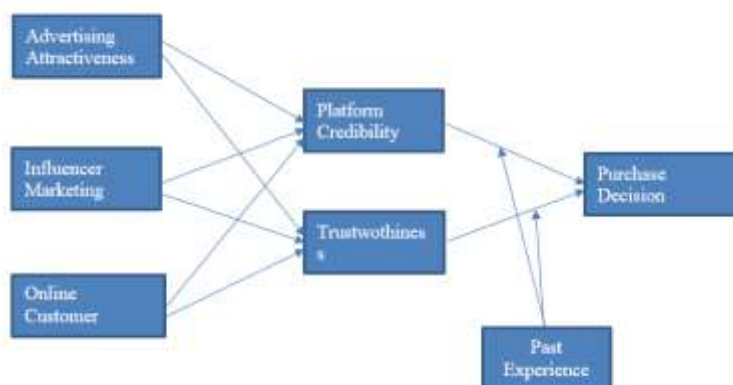 Advertising
Attractiveness
Platform
Credibility
Influencer
Marketing
Purchase
Decision
Trustwothines
s
Online
Customer
Past
Experience